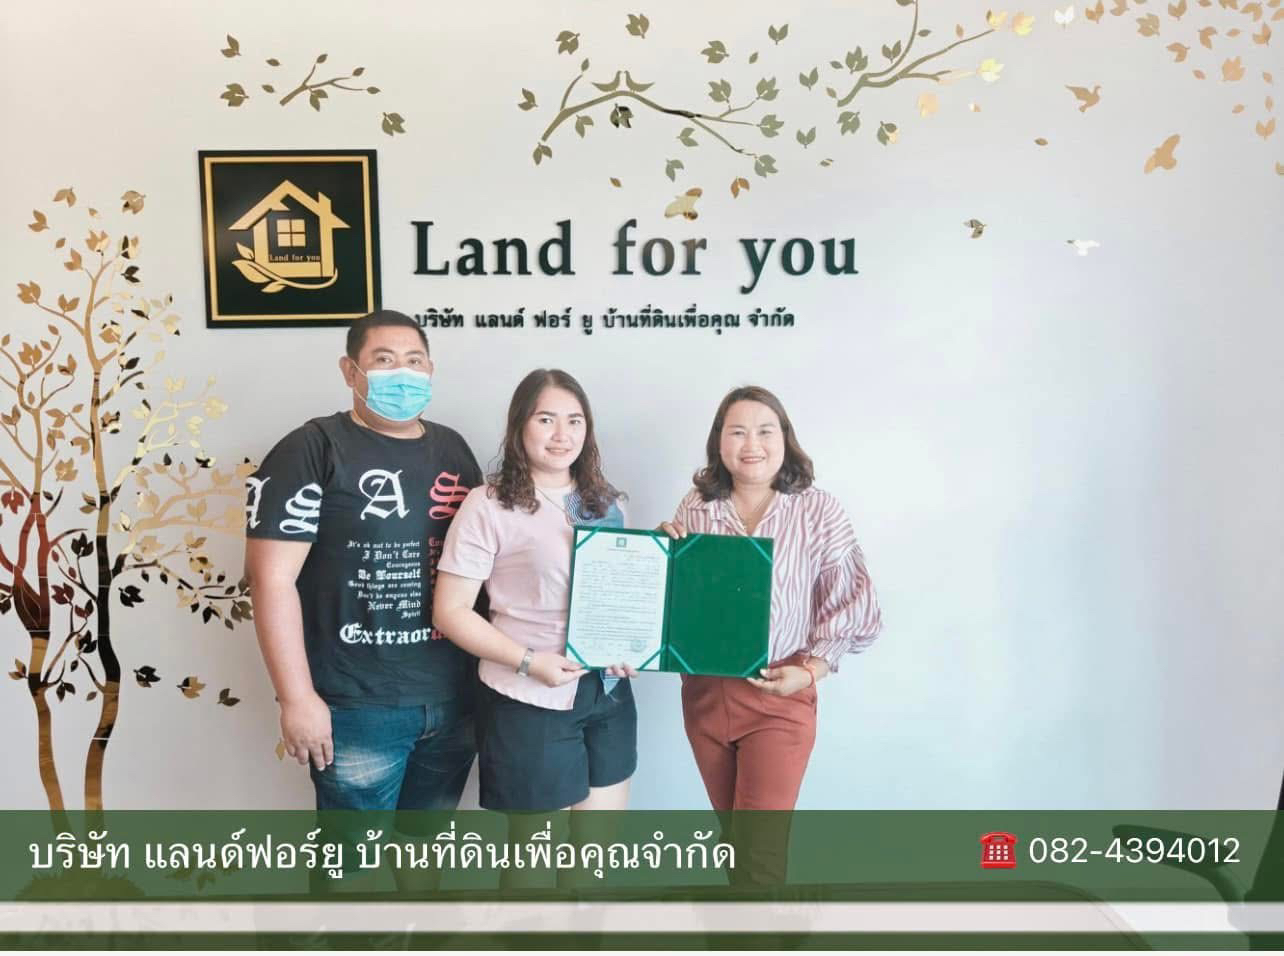 Land for you
Land for you
บริษัท แลนด์ ฟอร์ ยู บ้านที่ดินเพื่อคุณ จำกัด
A S A S
It's ok not to be perfect
I Don't Care
Courageous
Be Yourself
Good things are coming
Don't be anyone else
Never Mind
Spirit
Extraor
บริษัท แลนด์ฟอร์ยู บ้านที่ดินเพื่อคุณจำกัด
☎️ 082-4394012